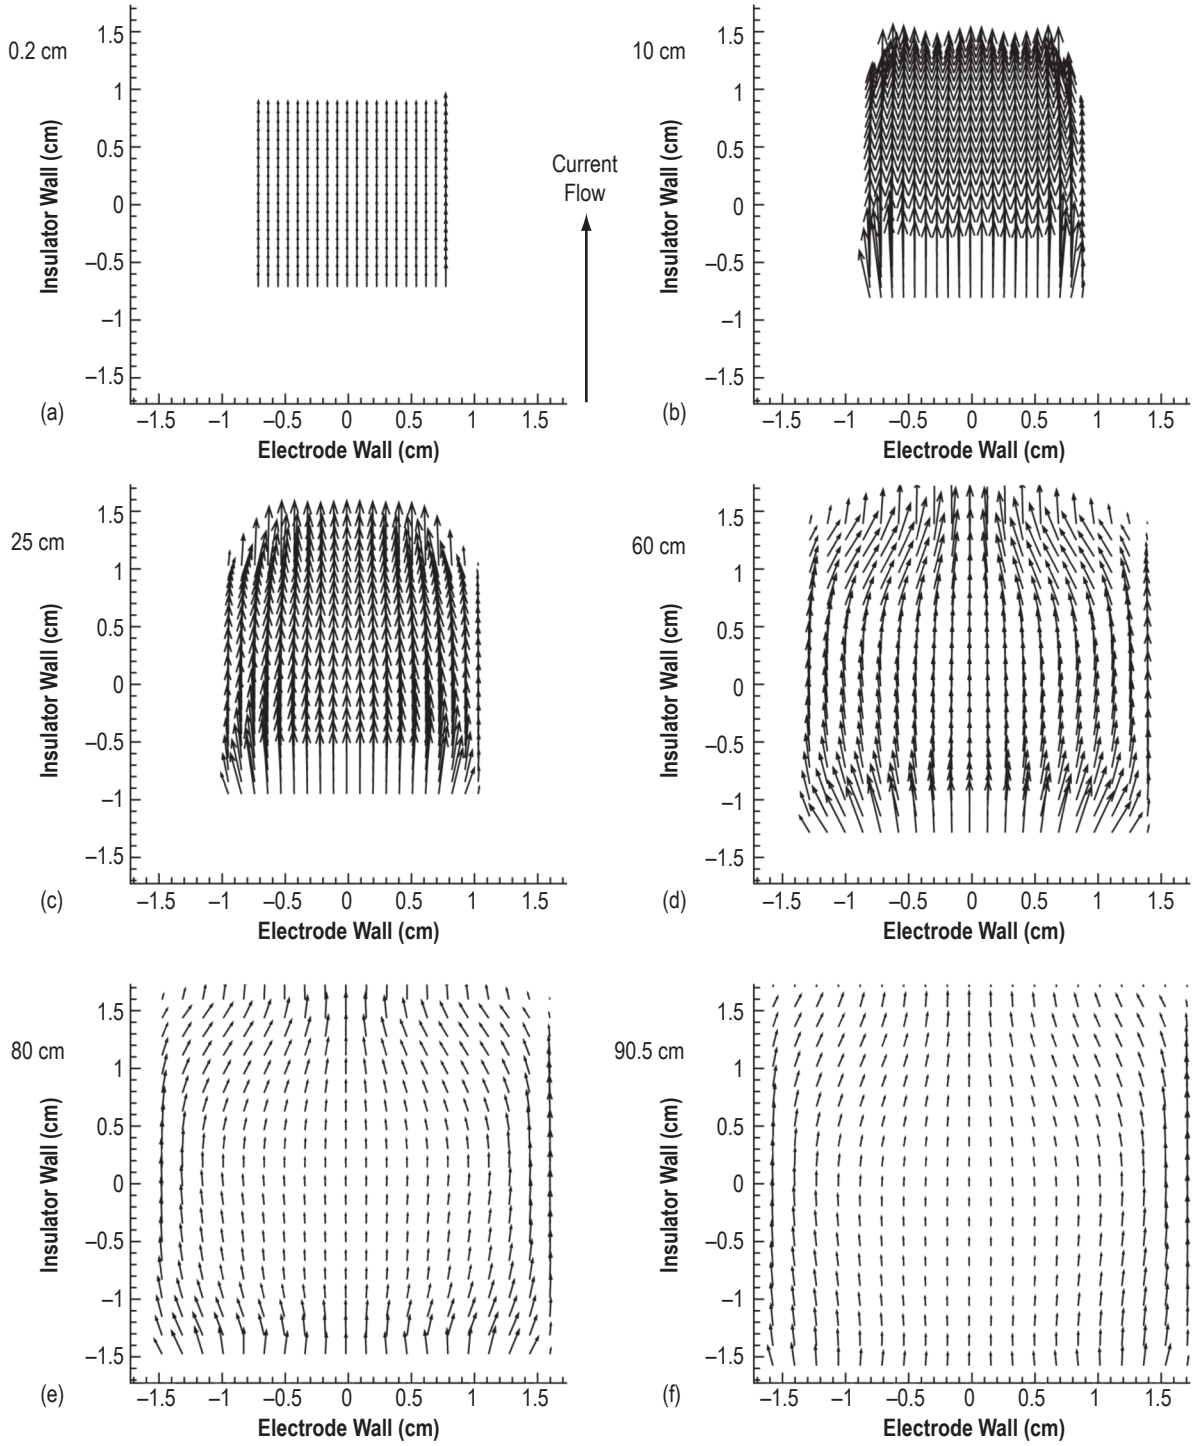 0.2 cm
1.5
1
0.5
0
–0.5
–1
–1.5
Insulator Wall (cm)
–1.5 –1 –0.5 0 0.5 1 1.5
Electrode Wall (cm)
(a)
Current
Flow
10 cm
1.5
1
0.5
0
–0.5
–1
–1.5
Insulator Wall (cm)
–1.5 –1 –0.5 0 0.5 1 1.5
Electrode Wall (cm)
(b)
25 cm
1.5
1
0.5
0
–0.5
–1
–1.5
Insulator Wall (cm)
–1.5 –1 –0.5 0 0.5 1 1.5
Electrode Wall (cm)
(c)
60 cm
1.5
1
0.5
0
–0.5
–1
–1.5
Insulator Wall (cm)
–1.5 –1 –0.5 0 0.5 1 1.5
Electrode Wall (cm)
(d)
80 cm
1.5
1
0.5
0
–0.5
–1
–1.5
Insulator Wall (cm)
–1.5 –1 –0.5 0 0.5 1 1.5
Electrode Wall (cm)
(e)
90.5 cm
1.5
1
0.5
0
–0.5
–1
–1.5
Insulator Wall (cm)
–1.5 –1 –0.5 0 0.5 1 1.5
Electrode Wall (cm)
(f)